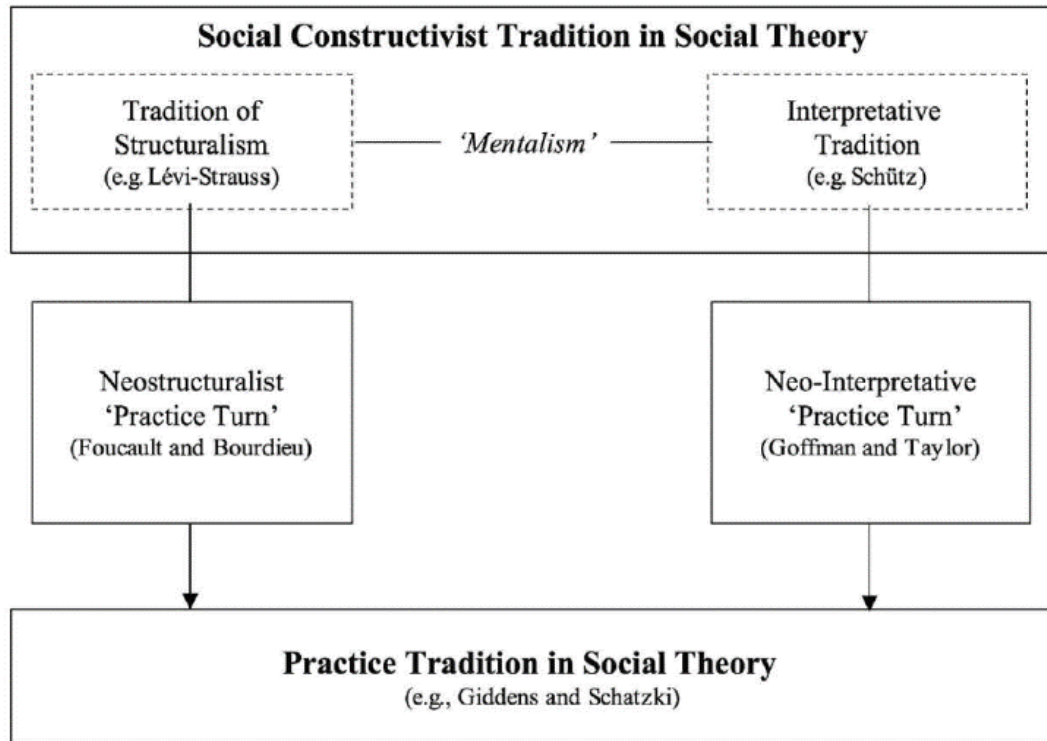 Social Constructivist Tradition in Social Theory
Tradition of
Structuralism
(e.g. Lévi-Strauss)
'Mentalism'
Interpretative
Tradition
(e.g. Schütz)
Neostructuralist
‘Practice Turn’
(Foucault and Bourdieu)
Neo-Interpretative
‘Practice Turn’
(Goffman and Taylor)
Practice Tradition in Social Theory
(e.g., Giddens and Schatzki)